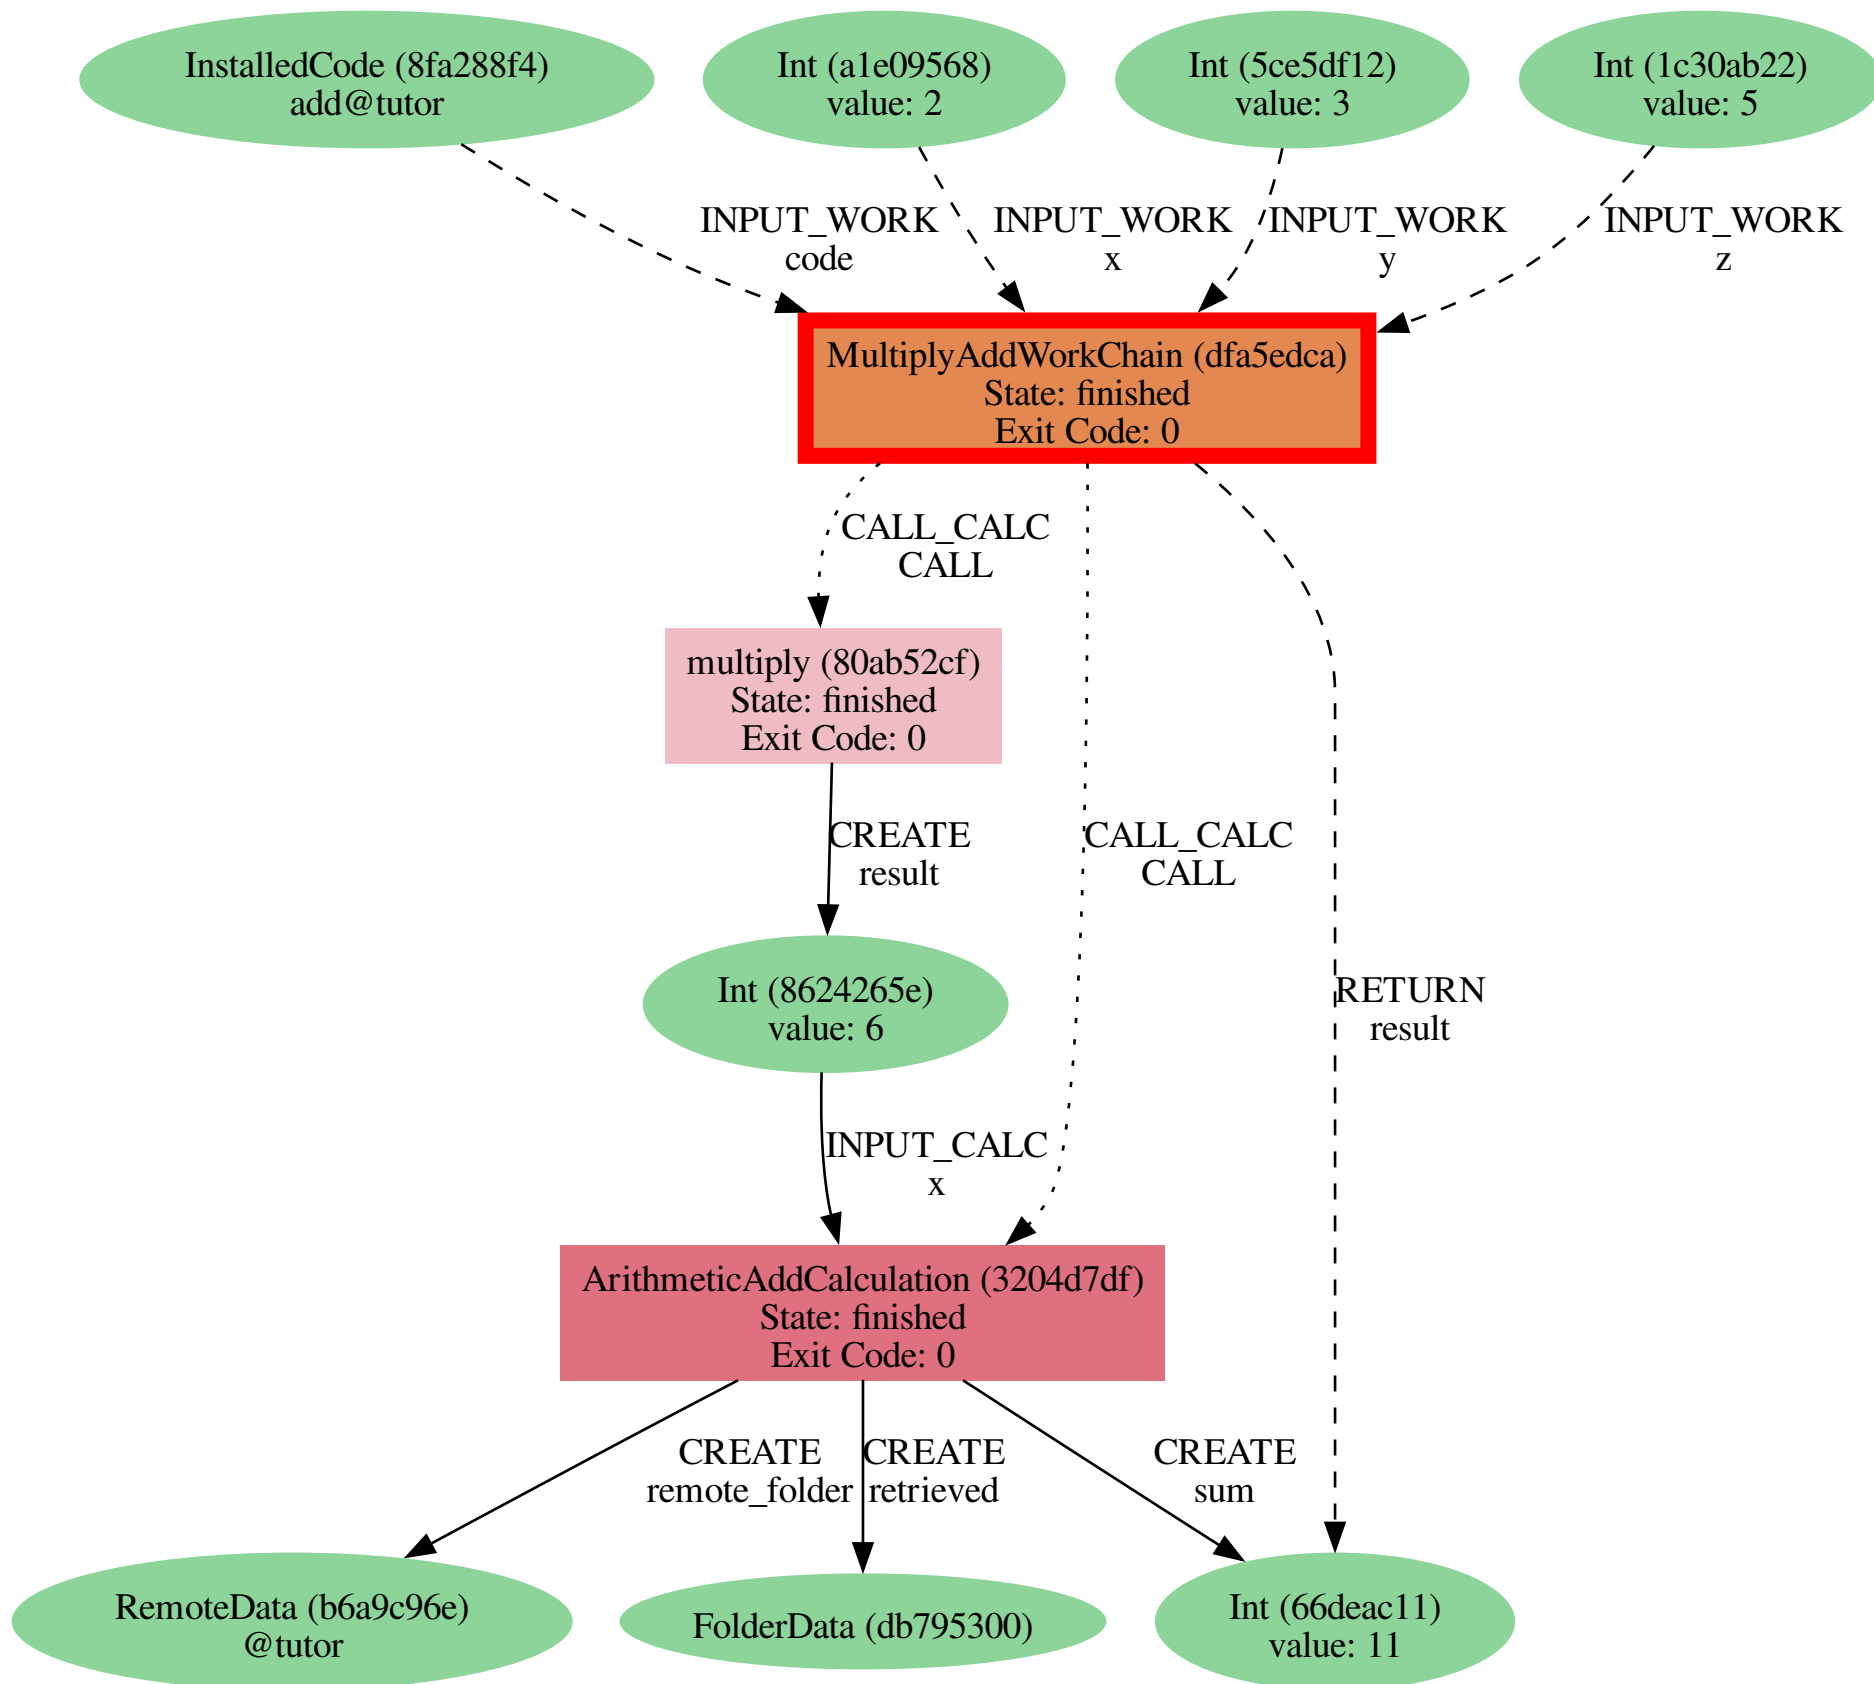 InstalledCode (8fa288f4)
add@tutor
Int (a1e09568)
value: 2
Int (5ce5df12)
value: 3
Int (1c30ab22)
value: 5
INPUT_WORK
code
INPUT_WORK
x
INPUT_WORK
y
INPUT_WORK
z
MultiplyAddWorkChain (dfa5edca)
State: finished
Exit Code: 0
CALL_CALC
CALL
multiply (80ab52cf)
State: finished
Exit Code: 0
CREATE
result
CALL_CALC
CALL
Int (8624265e)
value: 6
RETURN
result
INPUT_CALC
x
ArithmeticAddCalculation (3204d7df)
State: finished
Exit Code: 0
CREATE
remote_folder
CREATE
retrieved
CREATE
sum
RemoteData (b6a9c96e)
@tutor
FolderData (db795300)
Int (66deac11)
value: 11